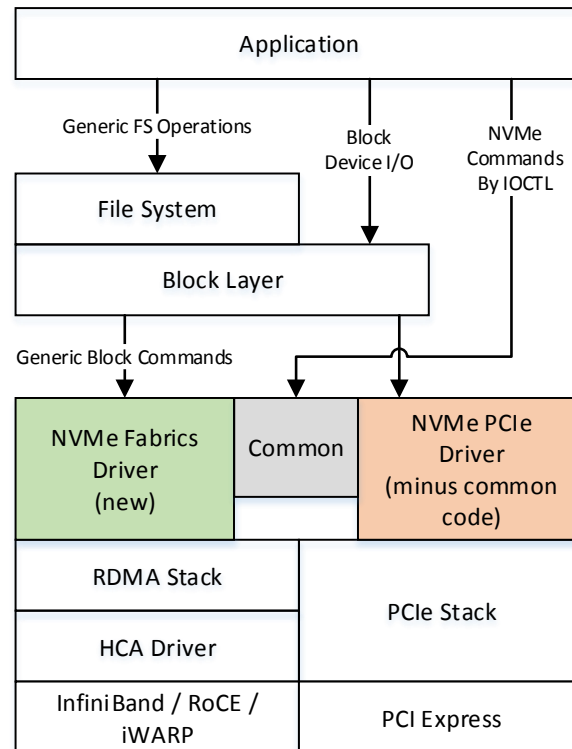 Application
Generic FS Operations
Block
Device I/O
NVMe
Commands
By IOCTL
File System
Block Layer
Generic Block Commands
NVMe Fabrics
Driver
(new)
Common
NVMe PCIe
Driver
(minus common
code)
RDMA Stack
PCIe Stack
HCA Driver
InfiniBand / RoCE /
iWARP
PCI Express